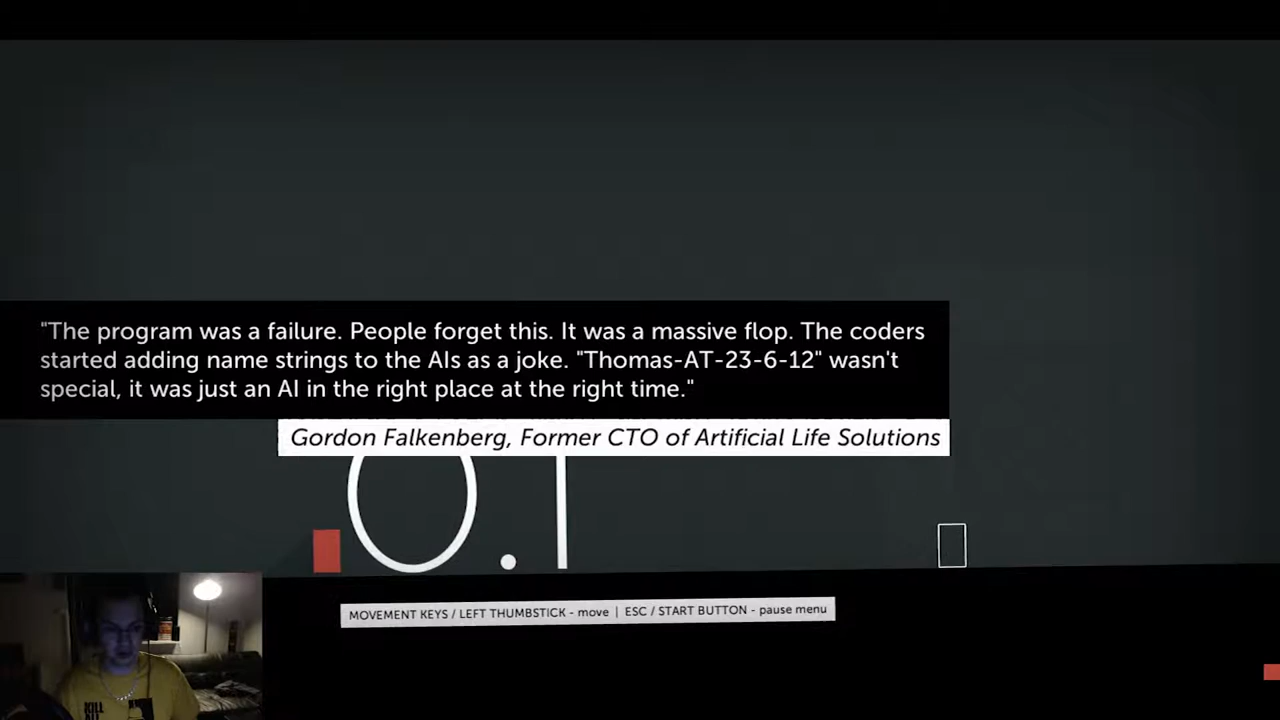 "The program was a failure. People forget this. It was a massive flop. The coders
started adding name strings to the AIs as a joke. "Thomas-AT-23-6-12" wasn't
special, it was just an AI in the right place at the right time."
Gordon Falkenberg, Former CTO of Artificial Life Solutions
0.1
MOVEMENT KEYS / LEFT THUMBSTICK - move | ESC / START BUTTON - pause menu
KILL
ALL